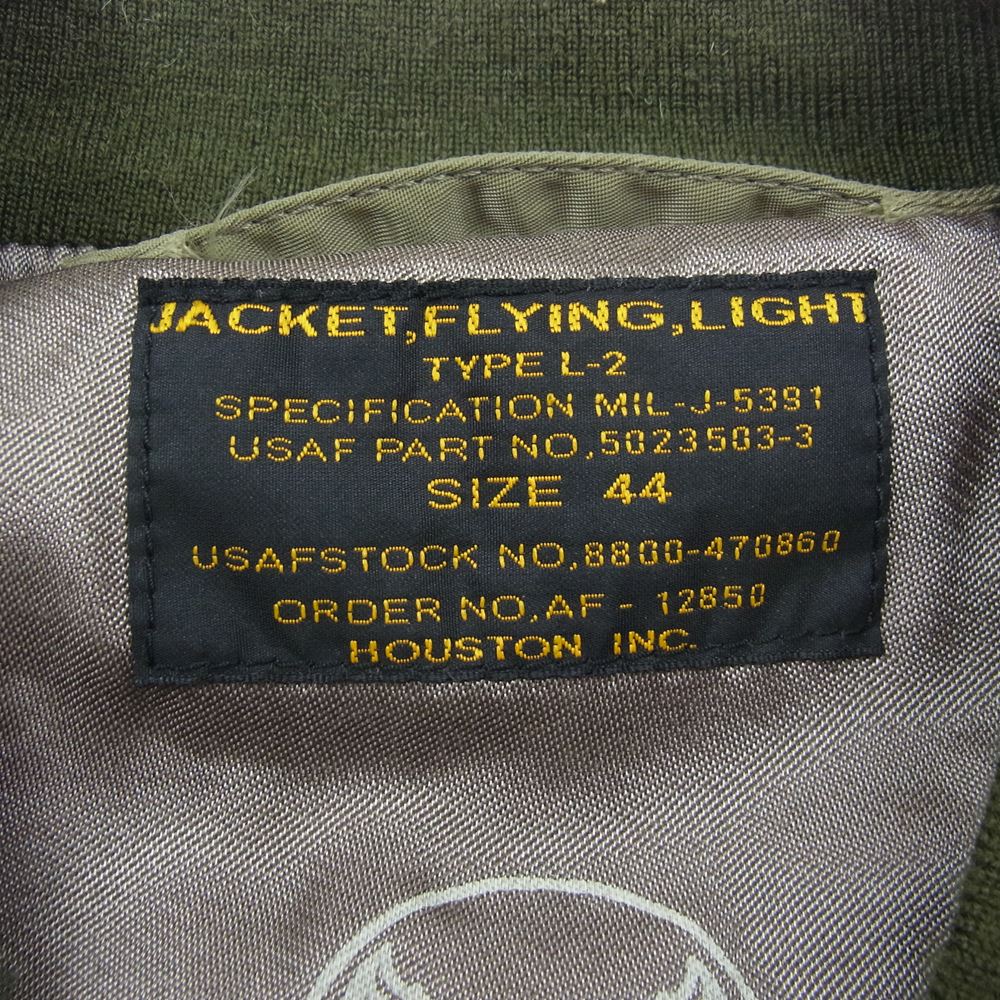 JACKET,FLYING,LIGHT
TYPE L-2
SPECIFICATION MIL-J-5391
USAF PART NO,5023503-3
SIZE 44
USAFSTOCK NO,8800-470860
ORDER NO,AF - 12850
HOUSTON INC.